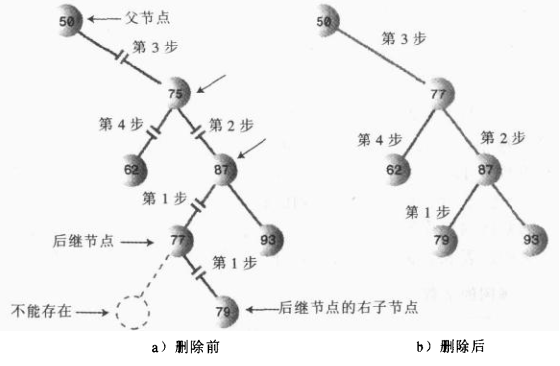 50
父节点
第 3 步
第 3 步
75
77
第 4 步
第 2 步
第 4 步
第 2 步
62
87
62
87
第 1 步
第 1 步
后继节点
77
93
79
93
第 1 步
不能存在
79
后继节点的右子节点
50
a）删除前
b）删除后